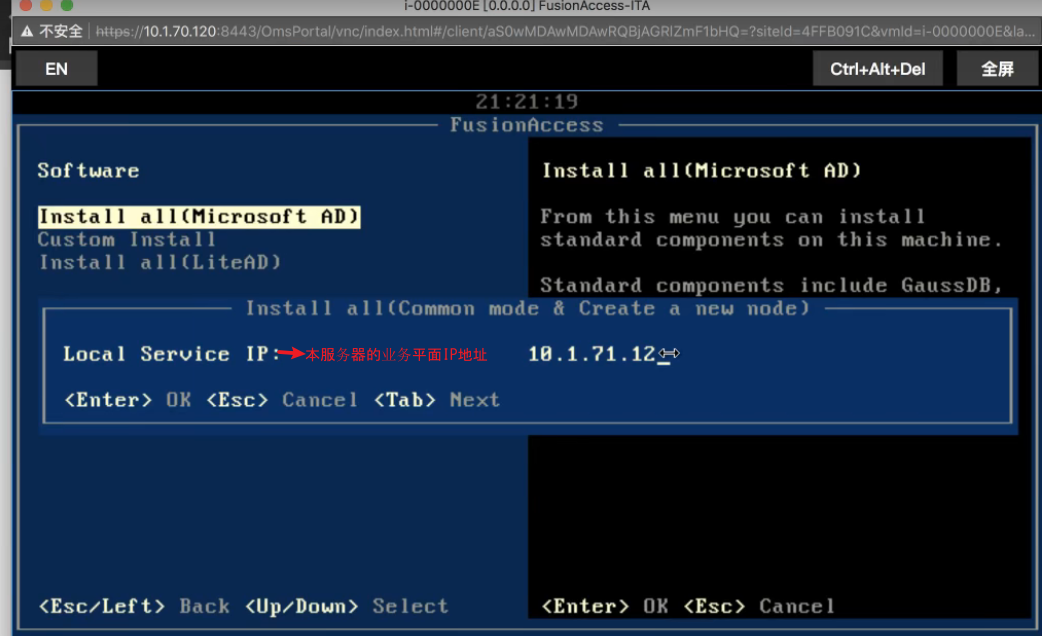 i-0000000E [0.0.0.0] FusionAccess-ITA
不安全 | https://10.1.70.120:8443/OmsPortal/vnc/index.html#/client/aS0wMDAwMDAwRQBjAGRlZmF1bHQ=?siteId=4FFB091C&vmId=i-0000000E&la...
EN Ctrl+Alt+Del 全屏
21:21:19
FusionAccess
Software
Install all(Microsoft AD)
Custom Install
Install all(LiteAD)
Install all(Microsoft AD)
From this menu you can install
standard components on this machine.
Standard components include GaussDB,
Install all(Common mode & Create a new node)
Local Service IP: 本服务器的业务平面IP地址 10.1.71.12
<Enter> OK <Esc> Cancel <Tab> Next
<Esc/Left> Back <Up/Down> Select
<Enter> OK <Esc> Cancel